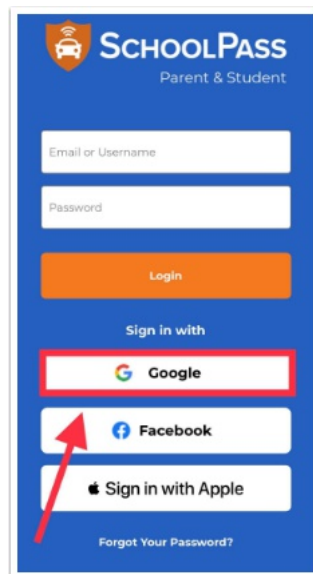 SCHOOLPASS
Parent & Student
Email or Username
Password
Login
Sign in with
Google
Facebook
Sign in with Apple
Forgot Your Password?